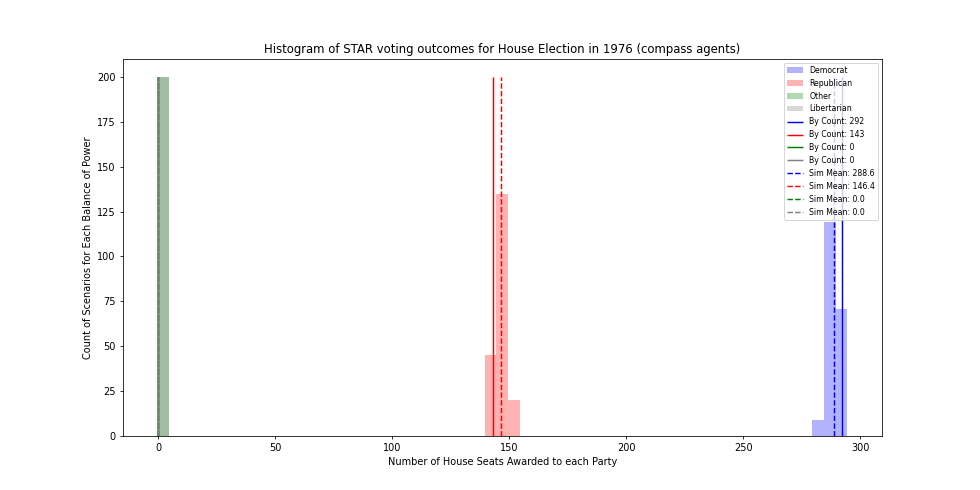 Histogram of STAR voting outcomes for House Election in 1976 (compass agents)
Count of Scenarios for Each Balance of Power
200
175
150
125
100
75
50
25
0
Democrat
Republican
Other
Libertarian
By Count: 292
By Count: 143
By Count: 0
By Count: 0
Sim Mean: 288.6
Sim Mean: 146.4
Sim Mean: 0.0
Sim Mean: 0.0
0 50 100 150 200 250 300
Number of House Seats Awarded to each Party